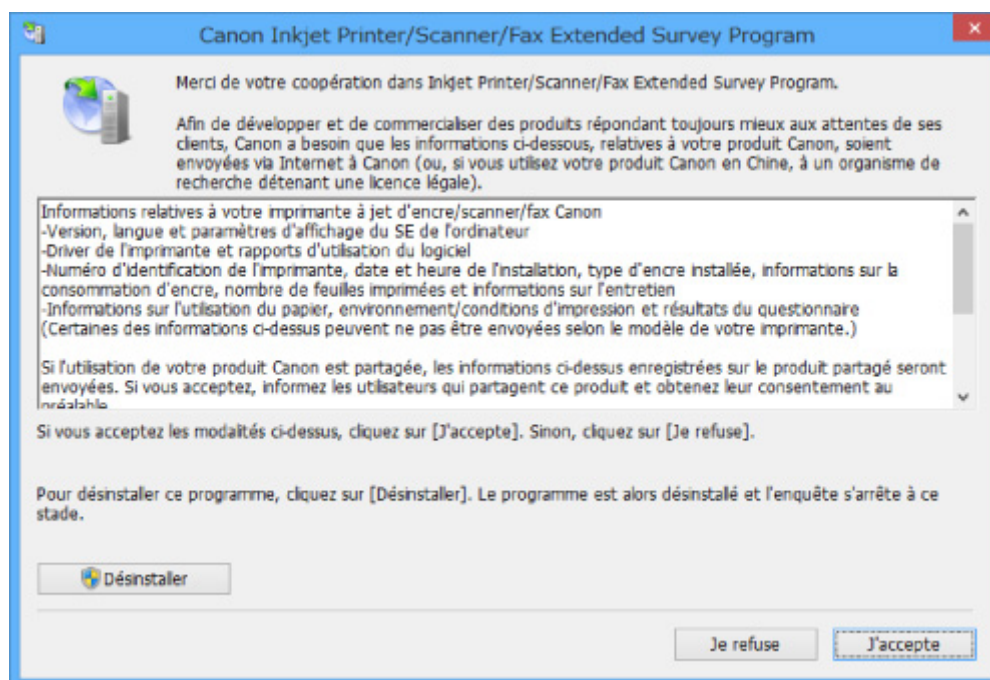 Canon Inkjet Printer/Scanner/Fax Extended Survey Program
Merci de votre coopération dans Inkjet Printer/Scanner/Fax Extended Survey Program.
Afin de développer et de commercialiser des produits répondant toujours mieux aux attentes de ses
clients, Canon a besoin que les informations ci-dessous, relatives à votre produit Canon, soient
envoyées via Internet à Canon (ou, si vous utilisez votre produit Canon en Chine, à un organisme de
recherche détenant une licence légale).
Informations relatives à votre imprimante à jet d'encre/scanner/fax Canon
-Version, langue et paramètres d'affichage du SE de l'ordinateur
-Driver de l'imprimante et rapports d'utilisation du logiciel
-Numéro d'identification de l'imprimante, date et heure de l'installation, type d'encre installée, informations sur la
consommation d'encre, nombre de feuilles imprimées et informations sur l'entretien
-Informations sur l'utilisation du papier, environnement/conditions d'impression et résultats du questionnaire
(Certaines des informations ci-dessus peuvent ne pas être envoyées selon le modèle de votre imprimante.)
Si l'utilisation de votre produit Canon est partagée, les informations ci-dessus enregistrées sur le produit partagé seront
envoyées. Si vous acceptez, informez les utilisateurs qui partagent ce produit et obtenez leur consentement au
préalable
Si vous acceptez les modalités ci-dessus, cliquez sur [J'accepte]. Sinon, cliquez sur [Je refuse].
Pour désinstaller ce programme, cliquez sur [Désinstaller]. Le programme est alors désinstallé et l'enquête s'arrête à ce
stade.
Désinstaller
Je refuse
J'accepte